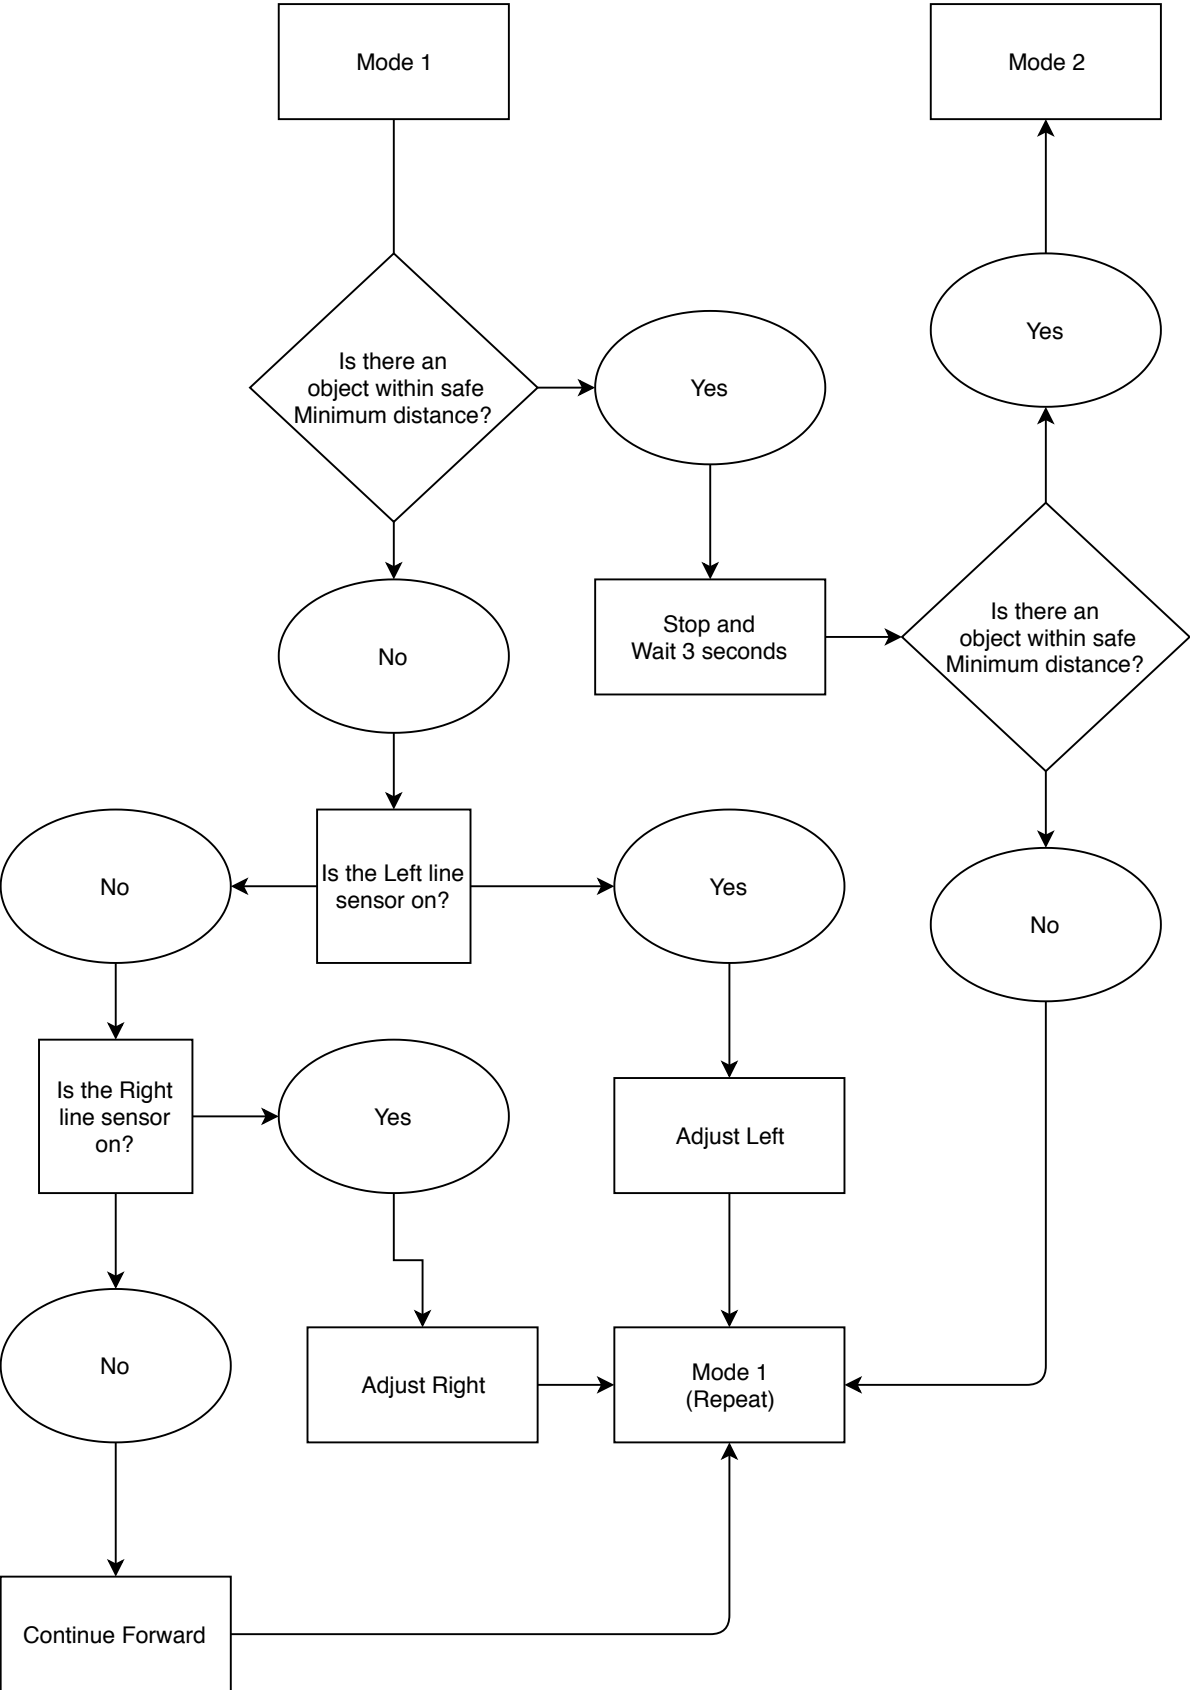 Mode 1
Mode 2
Is there an
object within safe
Minimum distance?
Yes
Yes
Is there an
object within safe
Minimum distance?
Stop and
Wait 3 seconds
No
Is the Left line
sensor on?
No
Yes
No
Is the Right
line sensor
on?
Yes
Adjust Left
No
Adjust Right
Mode 1
(Repeat)
Continue Forward